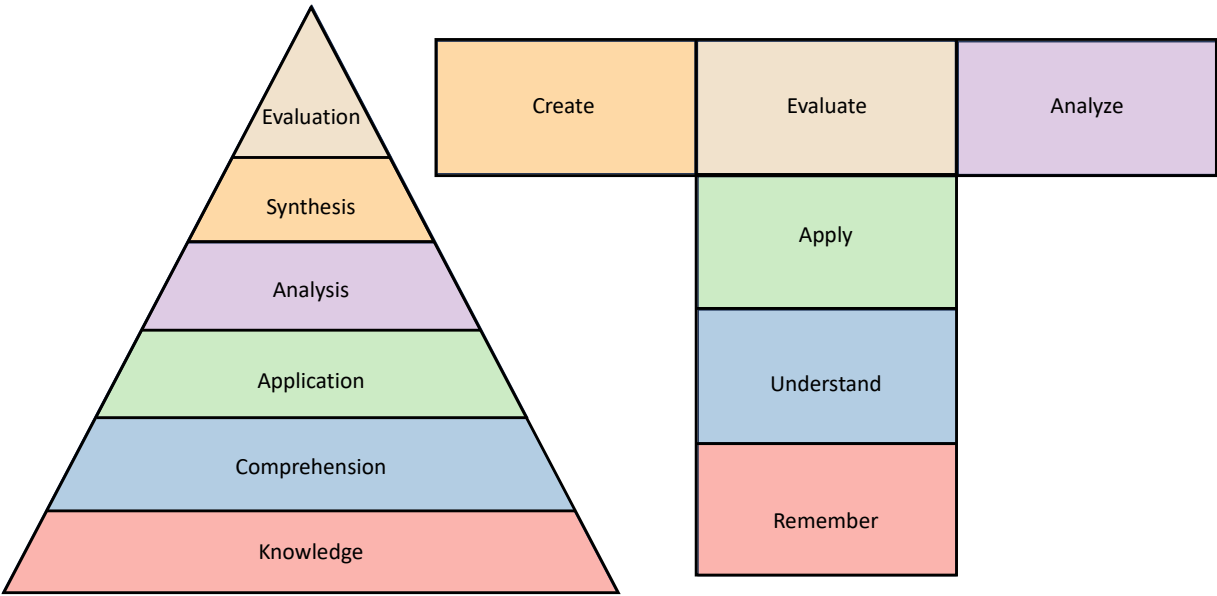 Evaluation
Synthesis
Analysis
Application
Comprehension
Knowledge
Create
Evaluate
Analyze
Apply
Understand
Remember